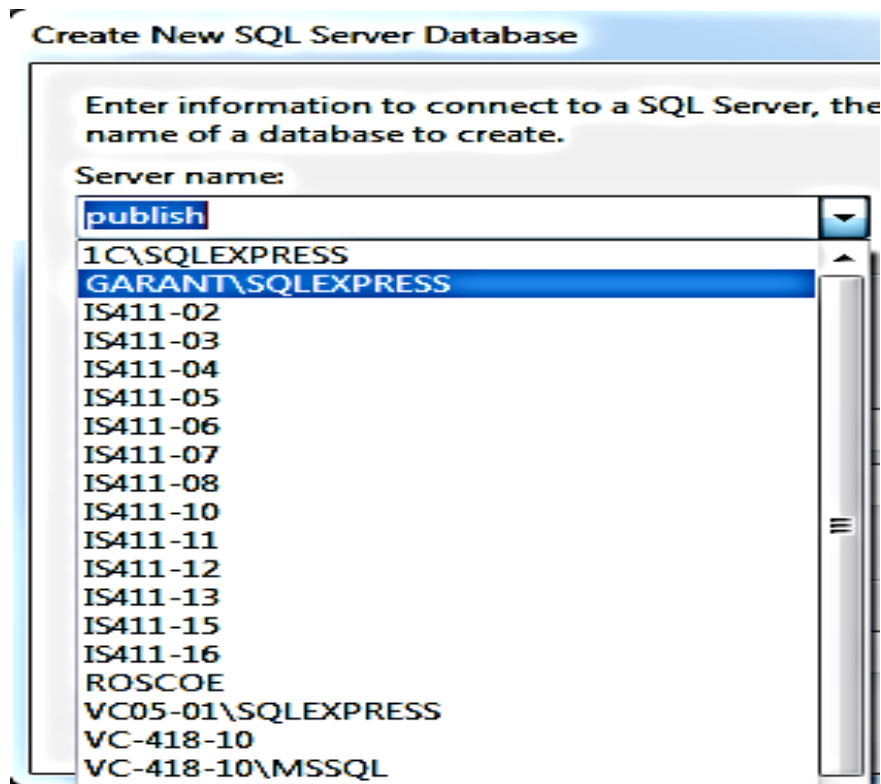 Create New SQL Server Database
Enter information to connect to a SQL Server, the
name of a database to create.
Server name:
publish
1C\SQLEXPRESS
GARANT\SQLEXPRESS
IS411-02
IS411-03
IS411-04
IS411-05
IS411-06
IS411-07
IS411-08
IS411-10
IS411-11
IS411-12
IS411-13
IS411-15
IS411-16
ROSCOE
VC05-01\SQLEXPRESS
VC-418-10
VC-418-10\MSSQL